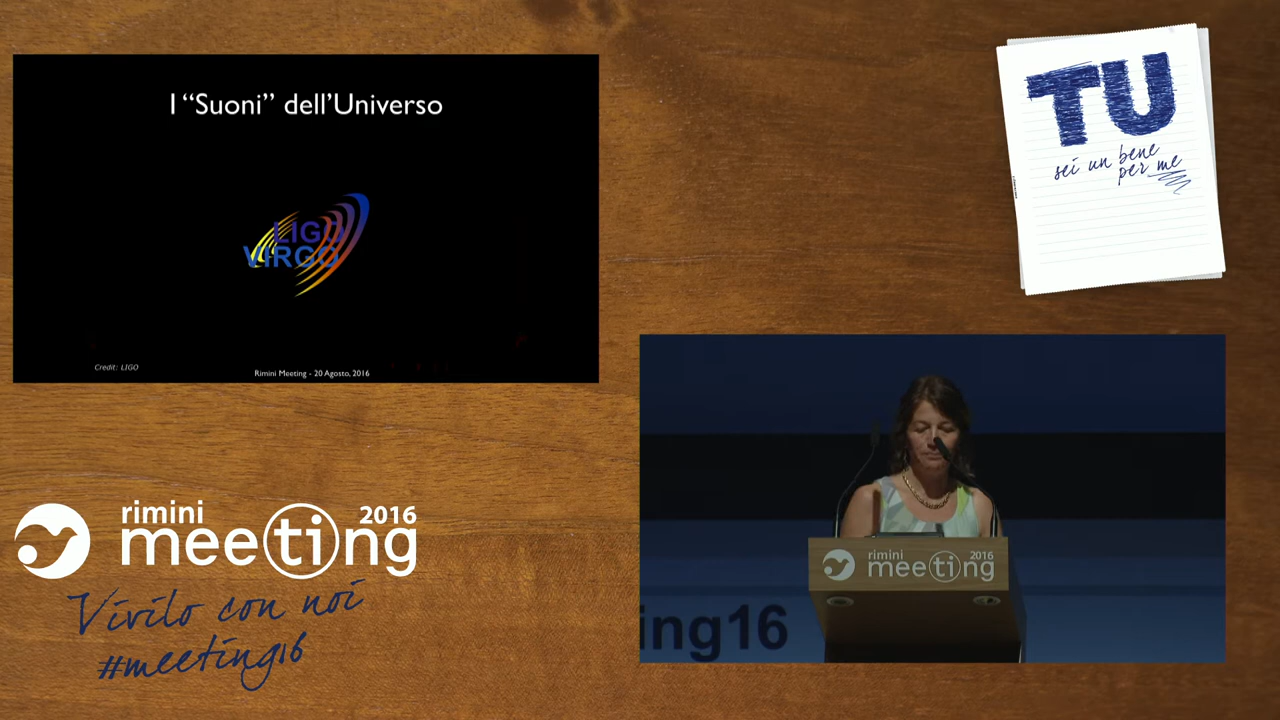 I “Suoni” dell’Universo
LIGO
VIRGO
Credit: LIGO
Rimini Meeting - 20 Agosto, 2016
TU
sei un bene
per me
rimini
meeting
2016
Vivilo con noi
#meeting16
rimini
meeting
2016
ing16